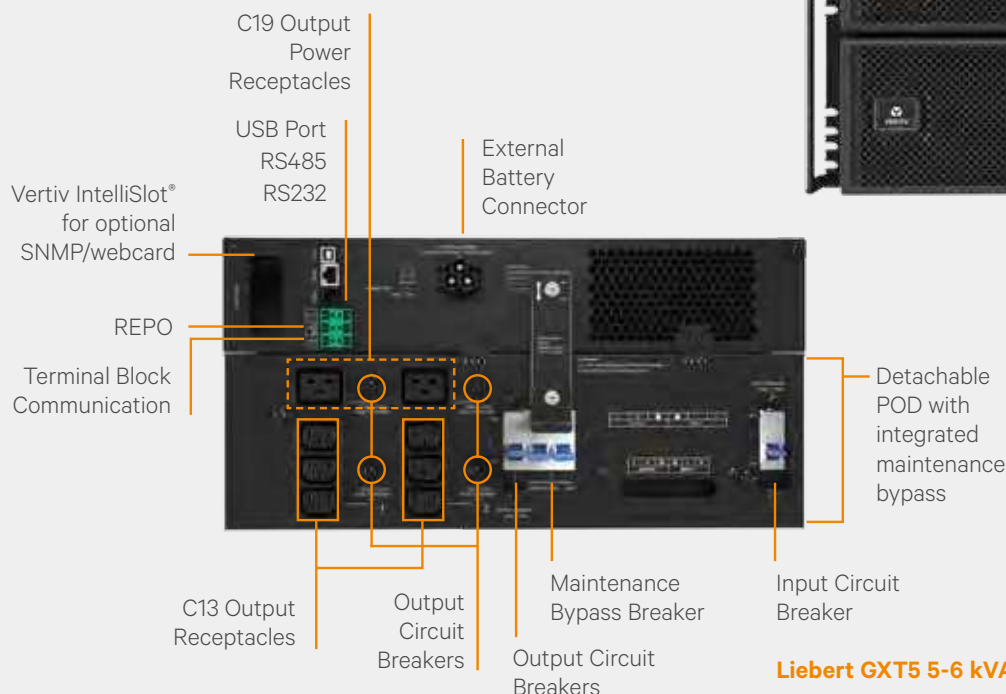 C19 Output
Power
Receptacles
USB Port
RS485
RS232
External
Battery
Connector
Vertiv IntelliSlot®
for optional
SNMP/webcard
REPO
Terminal Block
Communication
Detachable
POD with
integrated
maintenance
bypass
C13 Output
Receptacles
Output
Circuit
Breakers
Output Circuit
Breakers
Maintenance
Bypass Breaker
Input Circuit
Breaker
Liebert GXT5 5-6 kVA